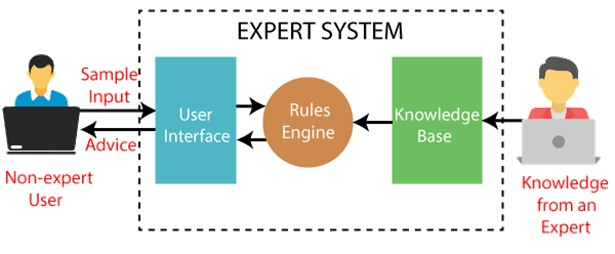 EXPERT SYSTEM
Sample
Input
Advice
Non-expert
User
User
Interface
Rules
Engine
Knowledge
Base
Knowledge
from an
Expert